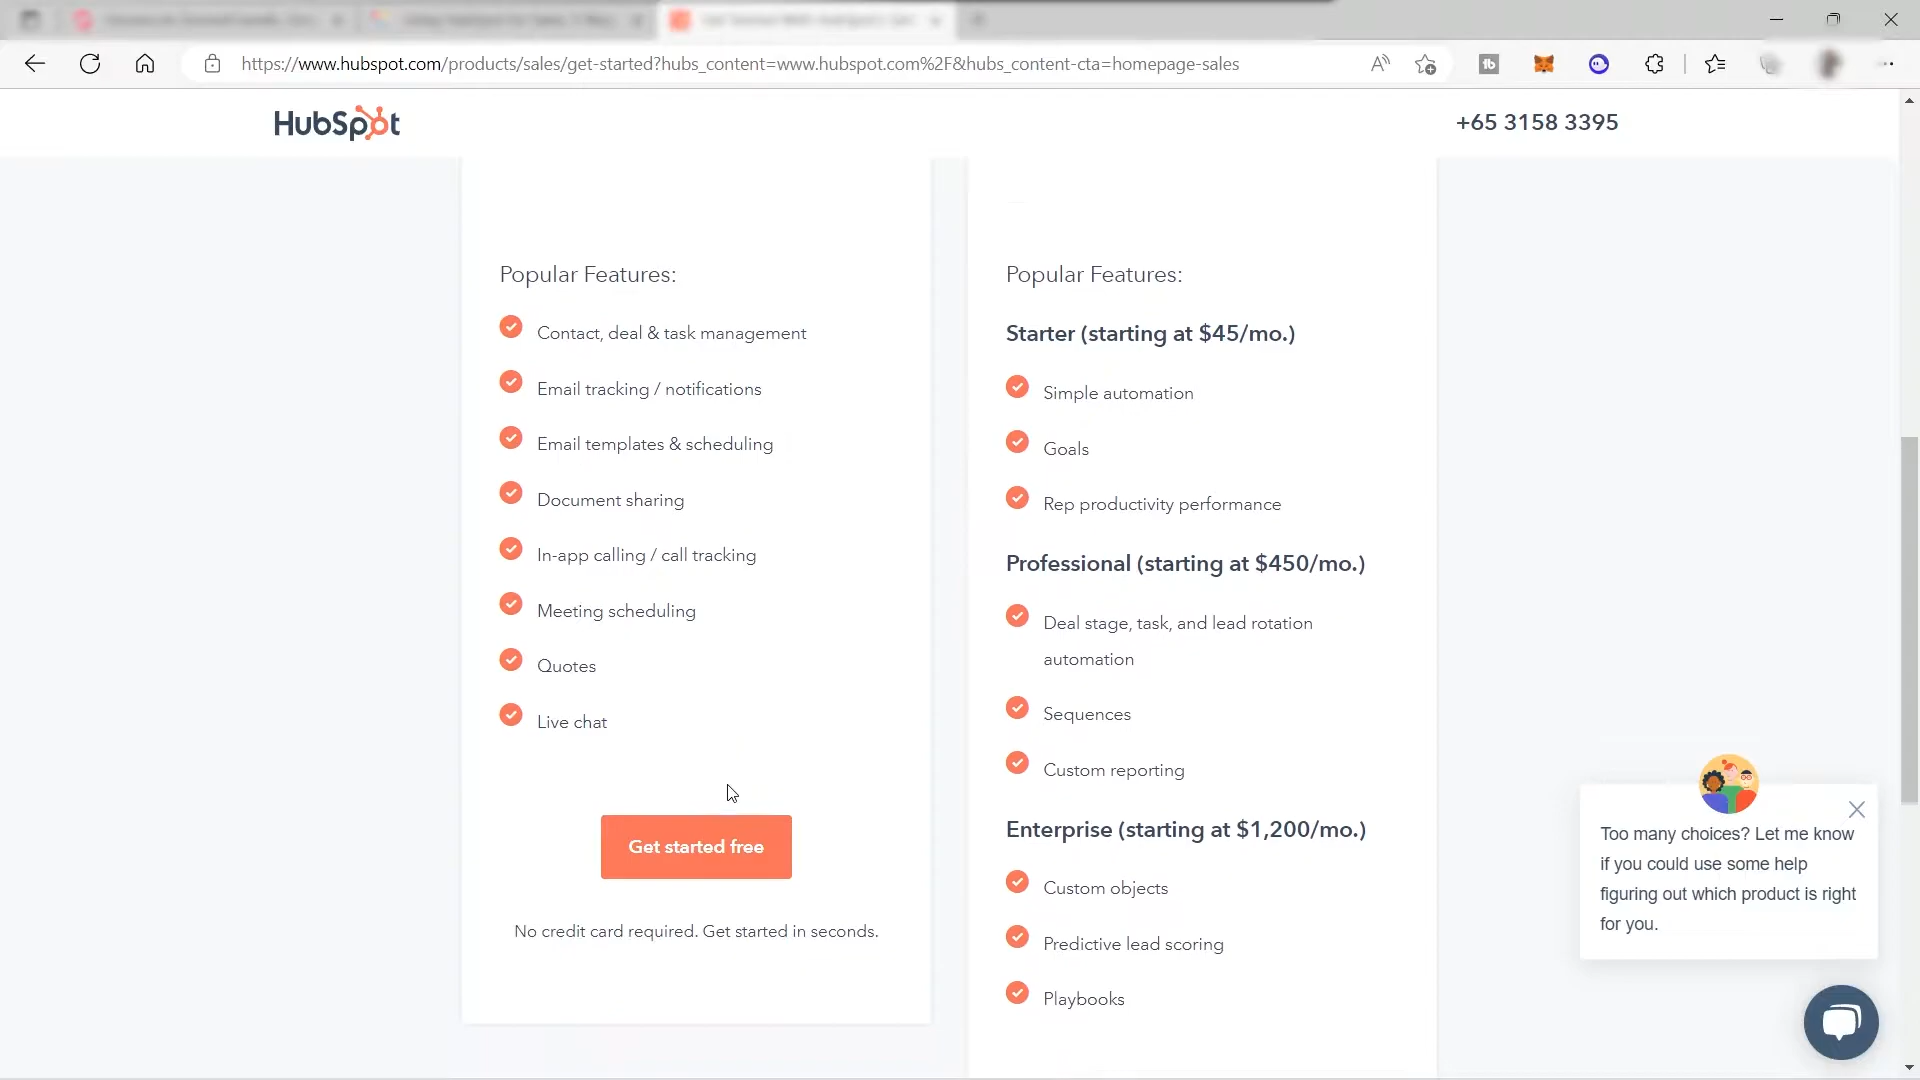 https://www.hubspot.com/products/sales/get-started?hubs_content=www.hubspot.com%2F&hubs_content-cta=homepage-sales
HubSpot
+65 3158 3395
Popular Features:
Contact, deal & task management
Email tracking / notifications
Email templates & scheduling
Document sharing
In-app calling / call tracking
Meeting scheduling
Quotes
Live chat
Get started free
No credit card required. Get started in seconds.
Popular Features:
Starter (starting at $45/mo.)
Simple automation
Goals
Rep productivity performance
Professional (starting at $450/mo.)
Deal stage, task, and lead rotation
automation
Sequences
Custom reporting
Enterprise (starting at $1,200/mo.)
Custom objects
Predictive lead scoring
Playbooks
Too many choices? Let me know
if you could use some help
figuring out which product is right
for you.